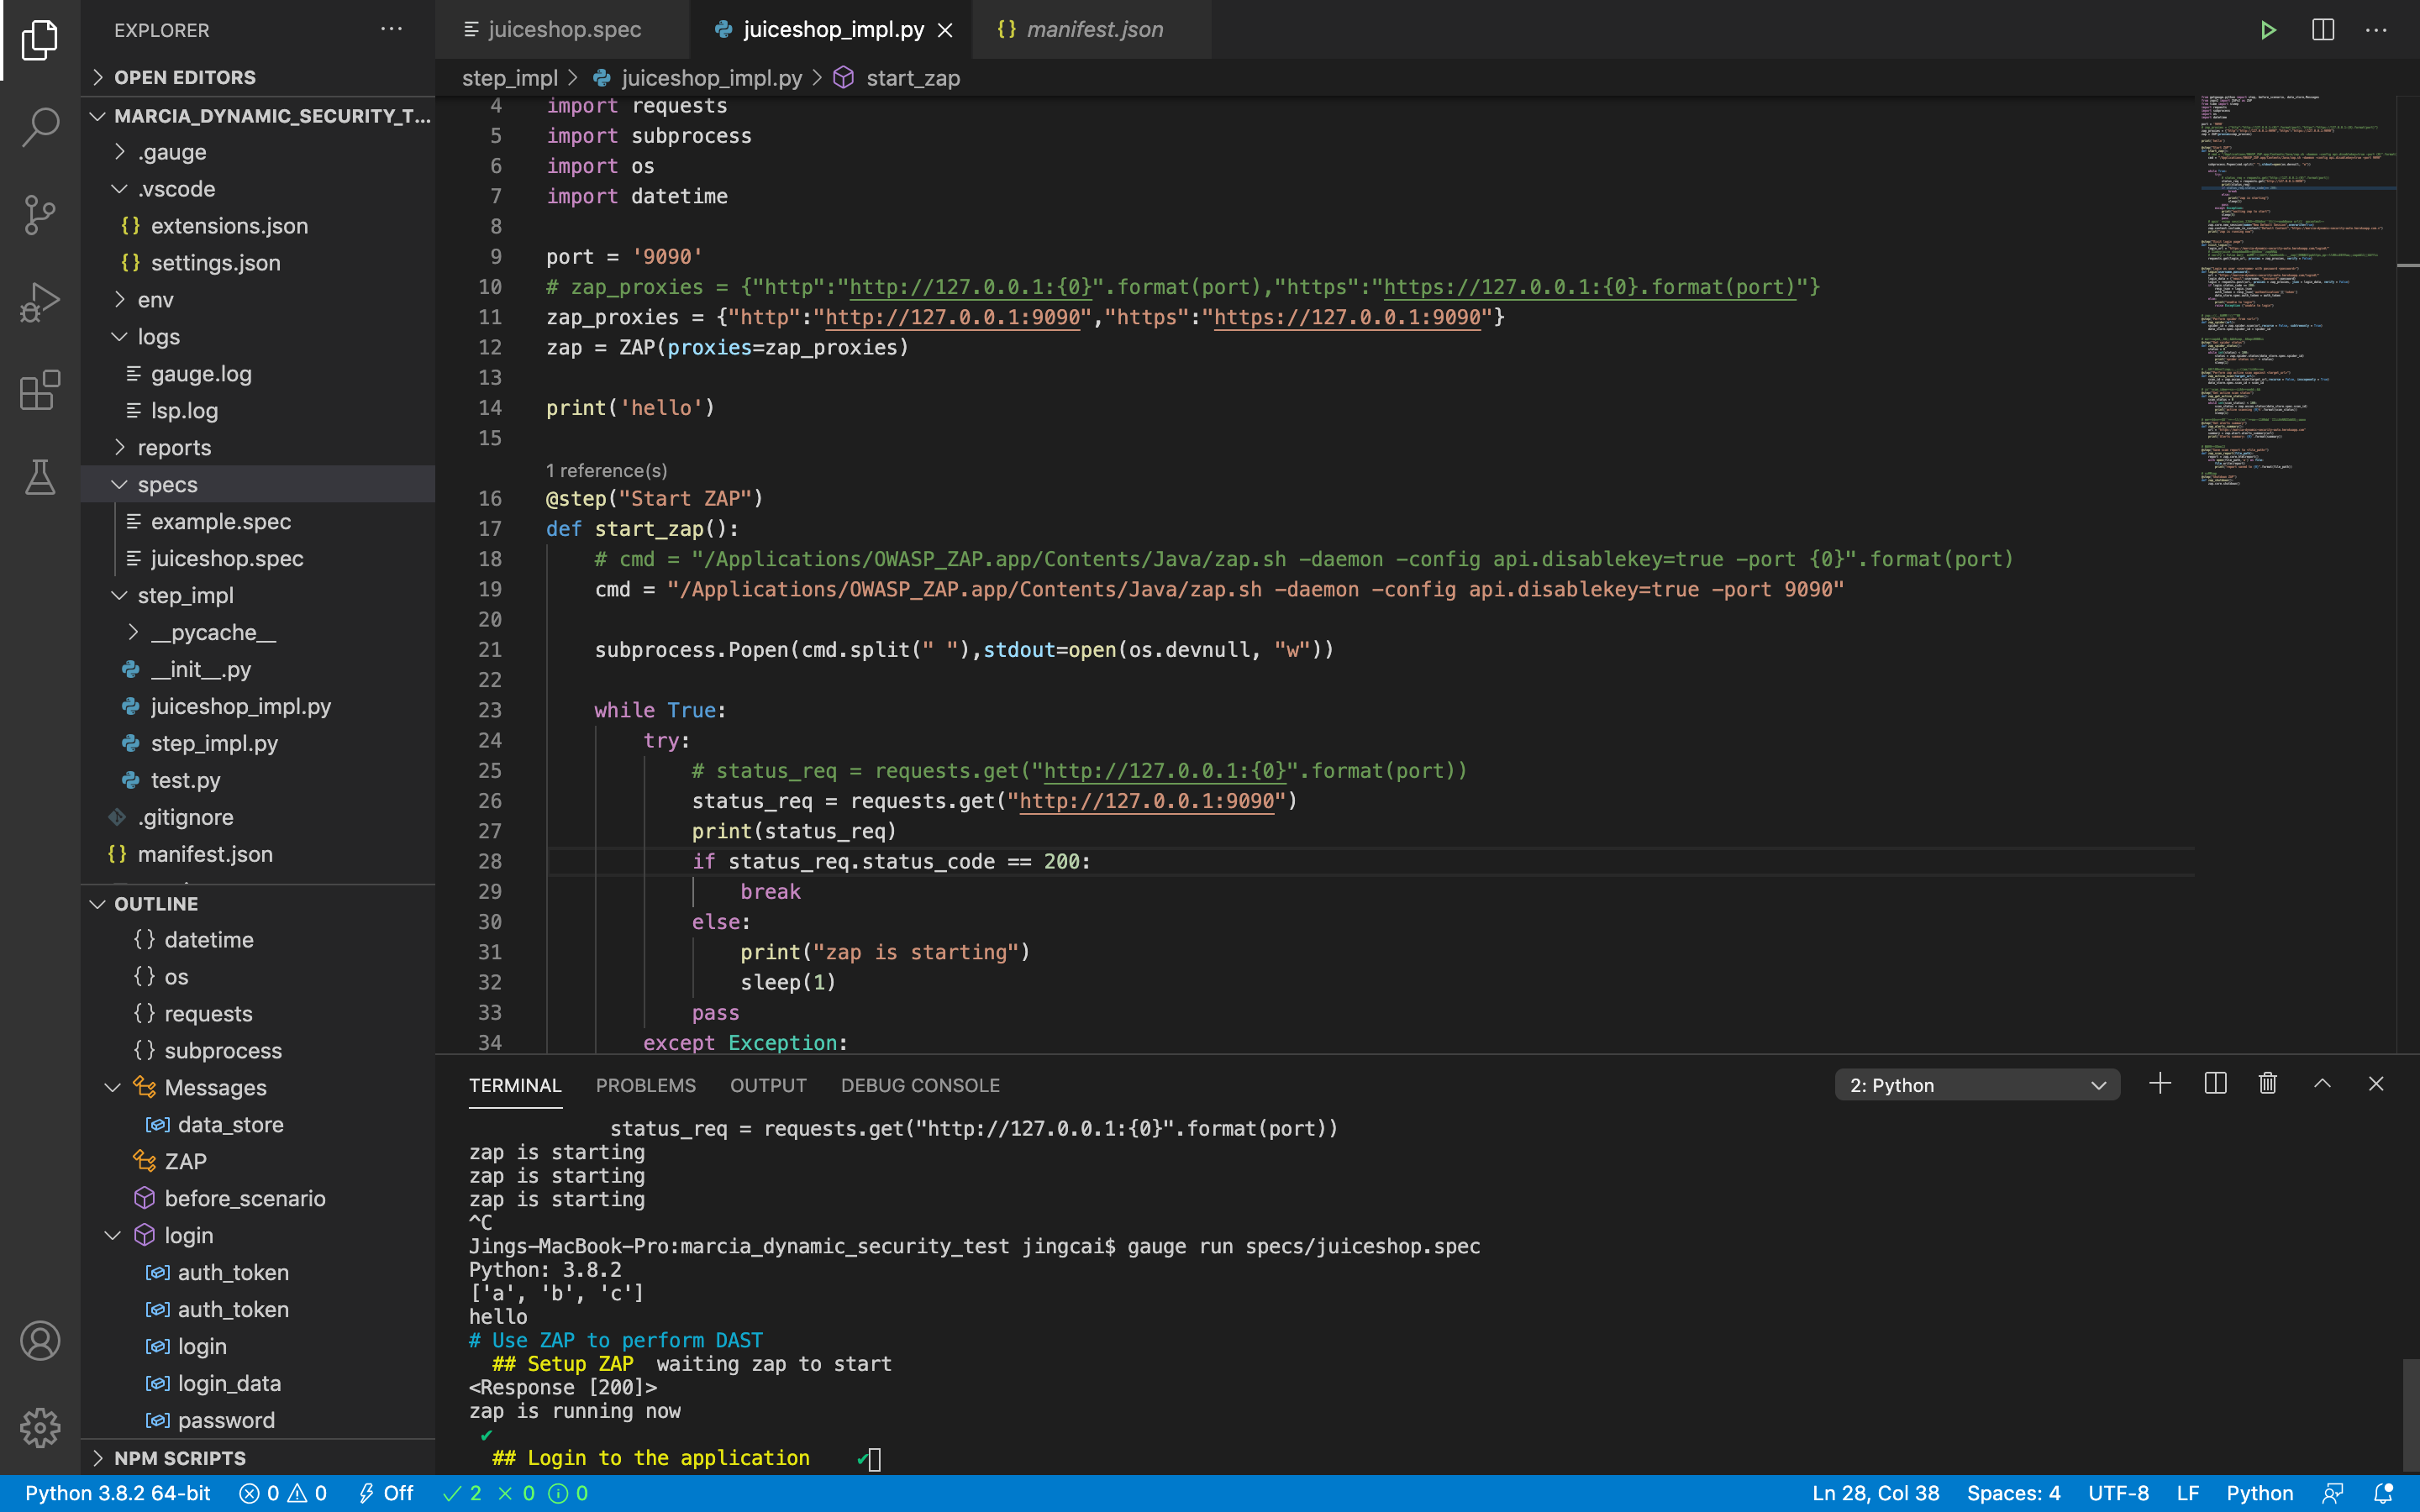 EXPLORER
OPEN EDITORS
MARCIA_DYNAMIC_SECURITY_T...
.gauge
.vscode
extensions.json
settings.json
env
logs
gauge.log
lsp.log
reports
specs
example.spec
juiceshop.spec
step_impl
__pycache__
__init__.py
juiceshop_impl.py
step_impl.py
test.py
.gitignore
manifest.json
OUTLINE
datetime
os
requests
subprocess
Messages
data_store
ZAP
before_scenario
login
auth_token
auth_token
login
login_data
password
NPM SCRIPTS
juiceshop.spec
juiceshop_impl.py
manifest.json
step_impl > juiceshop_impl.py > start_zap
4 import requests
5 import subprocess
6 import os
7 import datetime
8
9 port = '9090'
10 # zap_proxies = {"http":"http://127.0.0.1:{0}".format(port),"https":"https://127.0.0.1:{0}.format(port)"}
11 zap_proxies = {"http":"http://127.0.0.1:9090","https":"https://127.0.0.1:9090"}
12 zap = ZAP(proxies=zap_proxies)
13
14 print('hello')
15
1 reference(s)
16 @step("Start ZAP")
17 def start_zap():
18 # cmd = "/Applications/OWASP_ZAP.app/Contents/Java/zap.sh -daemon -config api.disablekey=true -port {0}".format(port)
19 cmd = "/Applications/OWASP_ZAP.app/Contents/Java/zap.sh -daemon -config api.disablekey=true -port 9090"
20
21 subprocess.Popen(cmd.split(" "),stdout=open(os.devnull, "w"))
22
23 while True:
24 try:
25 # status_req = requests.get("http://127.0.0.1:{0}".format(port))
26 status_req = requests.get("http://127.0.0.1:9090")
27 print(status_req)
28 if status_req.status_code == 200:
29 break
30 else:
31 print("zap is starting")
32 sleep(1)
33 pass
34 except Exception:
TERMINAL PROBLEMS OUTPUT DEBUG CONSOLE
2: Python
status_req = requests.get("http://127.0.0.1:{0}".format(port))
zap is starting
zap is starting
zap is starting
^C
Jings-MacBook-Pro:marcia_dynamic_security_test jingcai$ gauge run specs/juiceshop.spec
Python: 3.8.2
['a', 'b', 'c']
hello
# Use ZAP to perform DAST
## Setup ZAP waiting zap to start
<Response [200]>
zap is running now
✔
## Login to the application ✔
Python 3.8.2 64-bit 0 0 Off 2 0 0
Ln 28, Col 38 Spaces: 4 UTF-8 LF Python